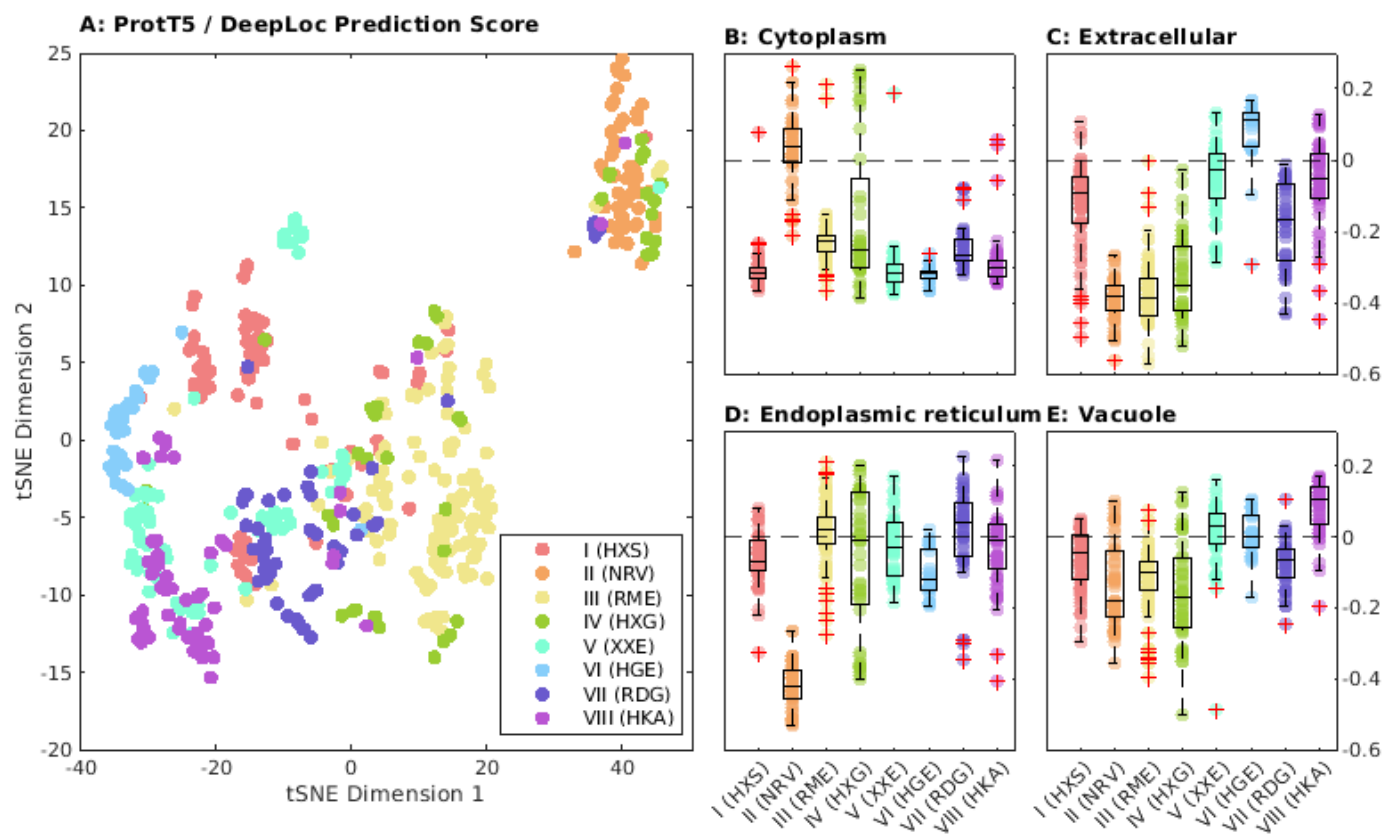 A: ProtT5 / DeepLoc Prediction Score
25
20
15
10
5
0
-5
-10
-15
-20
-40
-20
0
20
40
tSNE Dimension 2
tSNE Dimension 1
I (HXS)
II (NRV)
III (RME)
IV (HXG)
V (XXE)
VI (HGE)
VII (RDG)
VIII (HKA)
B: Cytoplasm
C: Extracellular
0.2
0
-0.2
-0.4
-0.6
D: Endoplasmic reticulum
E: Vacuole
0.2
0
-0.2
-0.4
-0.6
I (HXS)
II (NRV)
III (RME)
IV (HXG)
V (XXE)
VI (HGE)
VII (RDG)
VIII (HKA)
I (HXS)
II (NRV)
III (RME)
IV (HXG)
V (XXE)
VI (HGE)
VII (RDG)
VIII (HKA)